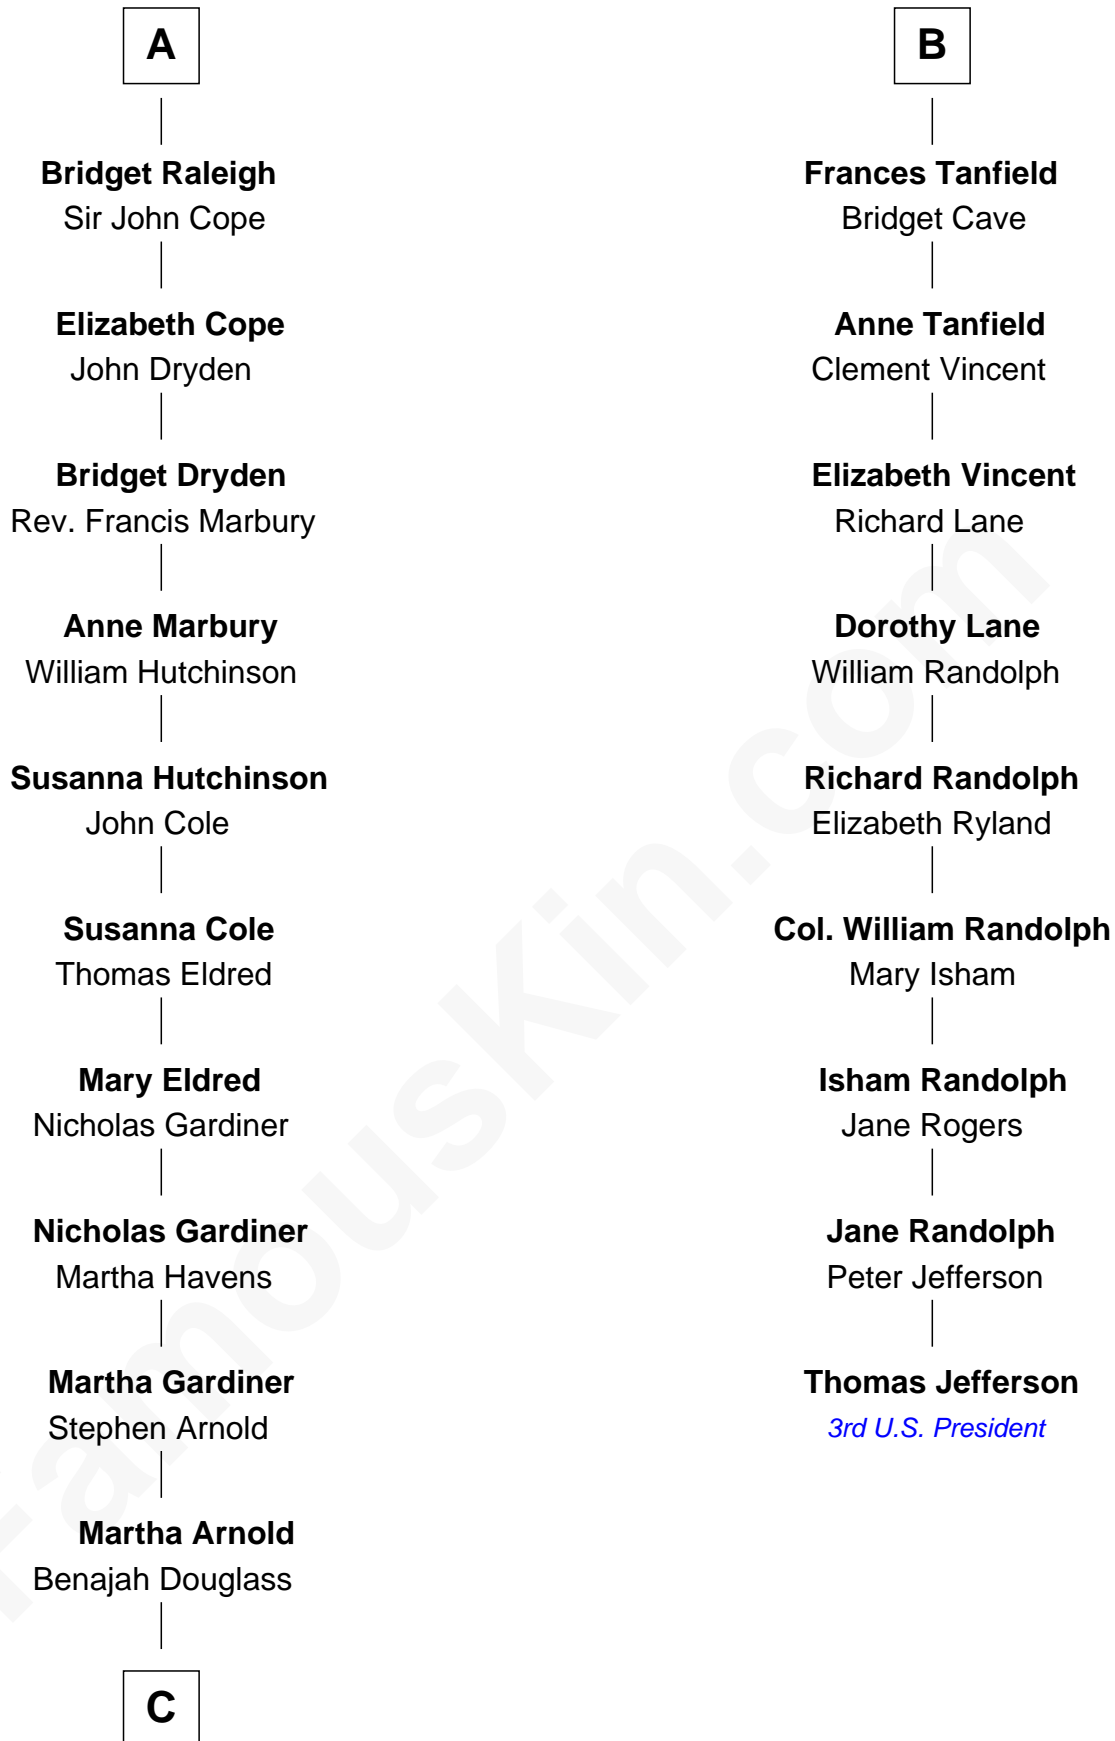 A
Bridget Raleigh
Sir John Cope
Elizabeth Cope
John Dryden
Bridget Dryden
Rev. Francis Marbury
Anne Marbury
William Hutchinson
Susanna Hutchinson
John Cole
Susanna Cole
Thomas Eldred
Mary Eldred
Nicholas Gardiner
Nicholas Gardiner
Martha Havens
Martha Gardiner
Stephen Arnold
Martha Arnold
Benajah Douglass
C
B
Frances Tanfield
Bridget Cave
Anne Tanfield
Clement Vincent
Elizabeth Vincent
Richard Lane
Dorothy Lane
William Randolph
Richard Randolph
Elizabeth Ryland
Col. William Randolph
Mary Isham
Isham Randolph
Jane Rogers
Jane Randolph
Peter Jefferson
Thomas Jefferson
3rd U.S. President
FamousKin.com